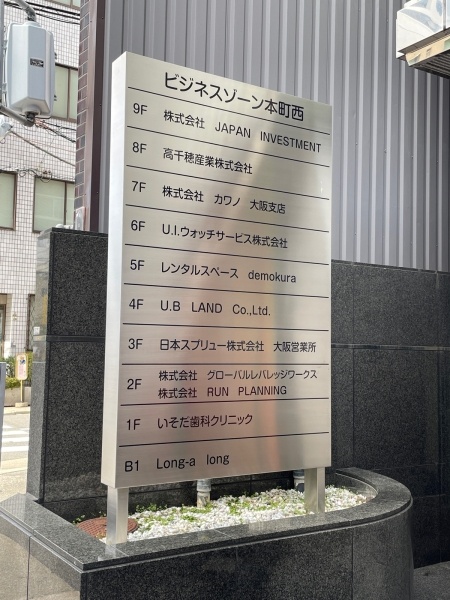 ビジネスゾーン本町西
9F 株式会社 JAPAN INVESTMENT
8F 高千穂産業株式会社
7F 株式会社 カワノ 大阪支店
6F U.I.ウォッチサービス株式会社
5F レンタルスペース demokura
4F U.B LAND Co.,Ltd.
3F 日本スプリュー株式会社 大阪営業所
2F 株式会社 グローバルレバレッジワークス
株式会社 RUN PLANNING
1F いそだ歯科クリニック
B1 Long-a long